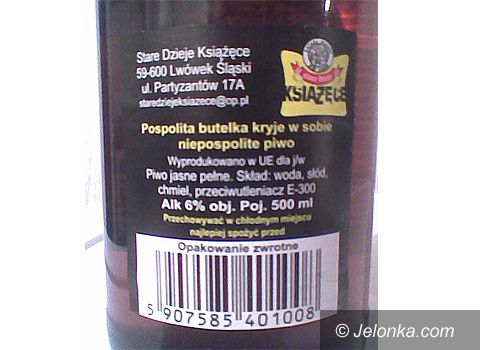 Stare Dzieje Książęce
59-600 Lwówek Śląski
ul. Partyzantów 17A
staredziejeksiazece@op.pl
KSIĄŻĘCE
Pospolita butelka kryje w sobie
niepospolite piwo
Wyprodukowano w UE dla j/w
Piwo jasne pełne. Skład: woda, słód,
chmiel, przeciwutleniacz E-300
Alk 6% obj. Poj. 500 ml
Przechowywać w chłodnym miejscu
najlepiej spożyć przed
Opakowanie zwrotne
5 907585 401008
© Jelonka.com